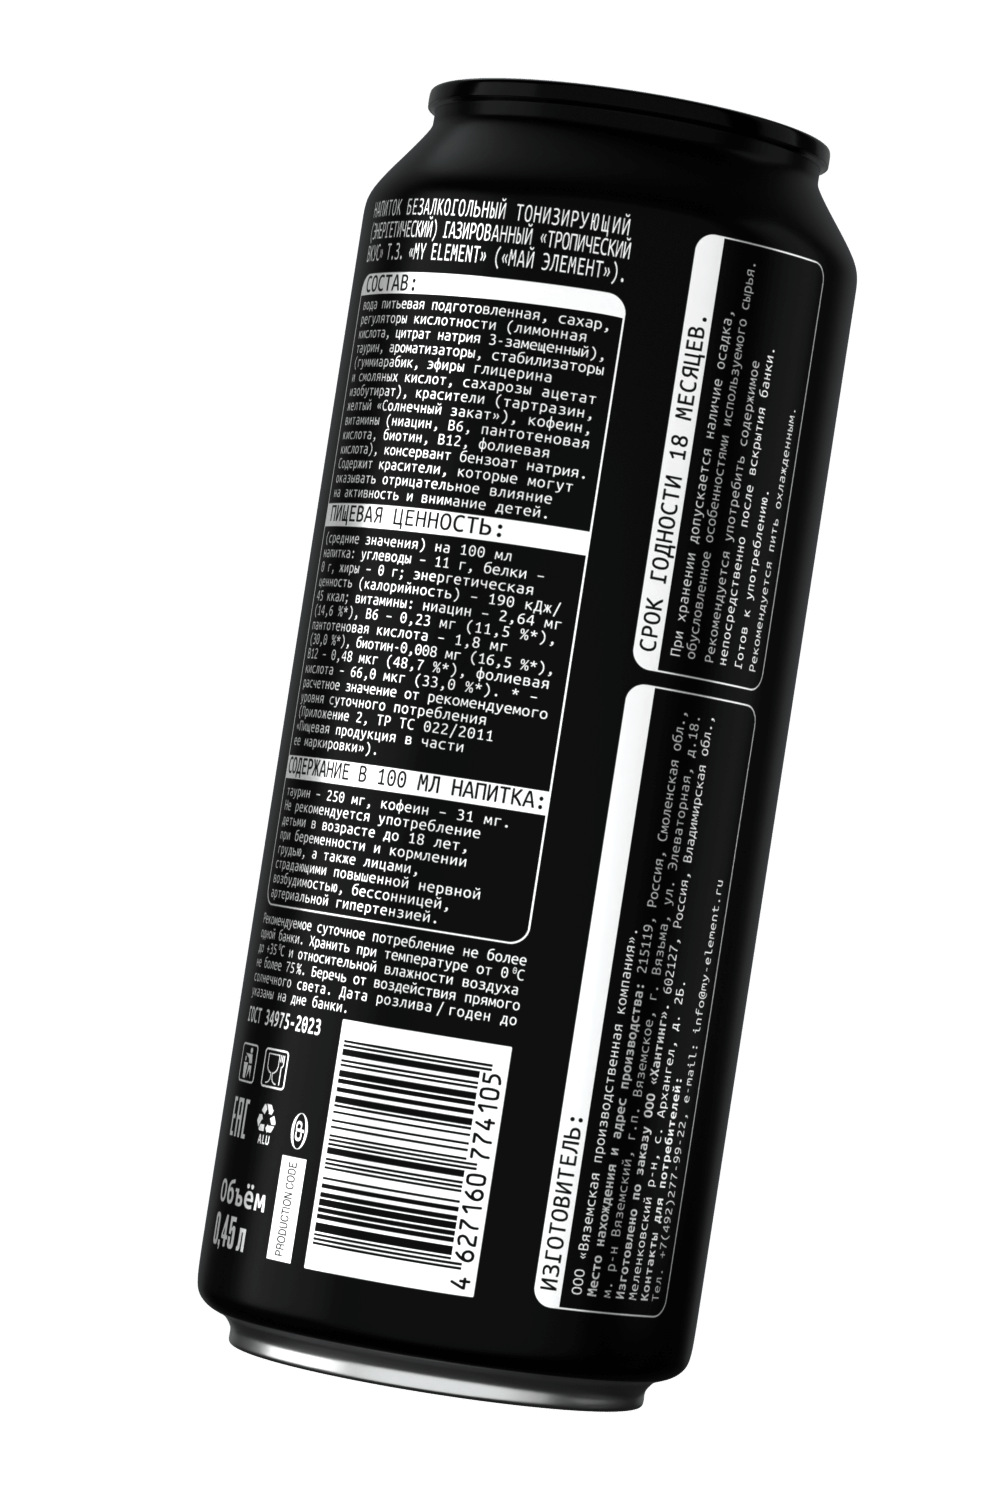 НАПИТОК БЕЗАЛКОГОЛЬНЫЙ ТОНИЗИРУЮЩИЙ
(ЭНЕРГЕТИЧЕСКИЙ) ГАЗИРОВАННЫЙ «ТРОПИЧЕСКИЙ
ВКУС» Т.З. «MY ELEMENT» («МАЙ ЭЛЕМЕНТ»).
СОСТАВ:
вода питьевая подготовленная, сахар,
регуляторы кислотности (лимонная
кислота, цитрат натрия 3-замещенный),
таурин, ароматизаторы, стабилизаторы
(гуммиарабик, эфиры глицерина
и смоляных кислот, сахарозы ацетат
изобутират), красители (тартразин,
желтый «Солнечный закат»), кофеин,
витамины (ниацин, B6, пантотеновая
кислота, биотин, B12, фолиевая
кислота), консервант бензоат натрия.
Содержит красители, которые могут
оказывать отрицательное влияние
на активность и внимание детей.
ПИЩЕВАЯ ЦЕННОСТЬ:
(средние значения) на 100 мл
напитка: углеводы – 11 г, белки –
0 г, жиры – 0 г; энергетическая
ценность (калорийность) – 190 кДж/
45 ккал; витамины: ниацин – 2,64 мг
(14,6 %*), B6 – 0,23 мг (11,5 %*),
пантотеновая кислота – 1,8 мг
(30,0 %*), биотин-0,008 мг (16,5 %*),
B12 – 0,48 мкг (48,7 %*), фолиевая
кислота – 66,0 мкг (33,0 %*). * –
расчетное значение от рекомендуемого
уровня суточного потребления
(Приложение 2, ТР ТС 022/2011
«Пищевая продукция в части
ее маркировки»).
СОДЕРЖАНИЕ В 100 МЛ НАПИТКА:
таурин – 250 мг, кофеин – 31 мг.
Не рекомендуется употребление
детьми в возрасте до 18 лет,
при беременности и кормлении
грудью, а также лицами,
страдающими повышенной нервной
возбудимостью, бессонницей,
артериальной гипертензией.
Рекомендуемое суточное потребление не более
одной банки. Хранить при температуре от 0°С
до +35°С и относительной влажности воздуха
не более 75%. Беречь от воздействия прямого
солнечного света. Дата розлива / годен до
указаны на дне банки.
ГОСТ 34975-2023
EAC
ALU
Объём
0,45 л
PRODUCTION CODE
4 627160 774105
СРОК ГОДНОСТИ 18 МЕСЯЦЕВ.
При хранении допускается наличие осадка,
обусловленное особенностями используемого сырья.
Рекомендуется употребить содержимое
непосредственно после вскрытия банки.
Готов к употреблению.
Рекомендуется пить охлажденным.
ИЗГОТОВИТЕЛЬ:
ООО «Вяземская производственная компания».
Место нахождения и адрес производства: 215119, Россия, Смоленская обл.,
м. р-н Вяземский, г.п. Вяземское, г. Вязьма, ул. Элеваторная, д.18.
Изготовлено по заказу ООО «Хантинг», 602127, Россия, Владимирская обл.,
Меленковский р-н, с. Архангел, д. 2Б.
Контакты для потребителей:
Тел. +7(492)277-99-22, e-mail: info@my-element.ru